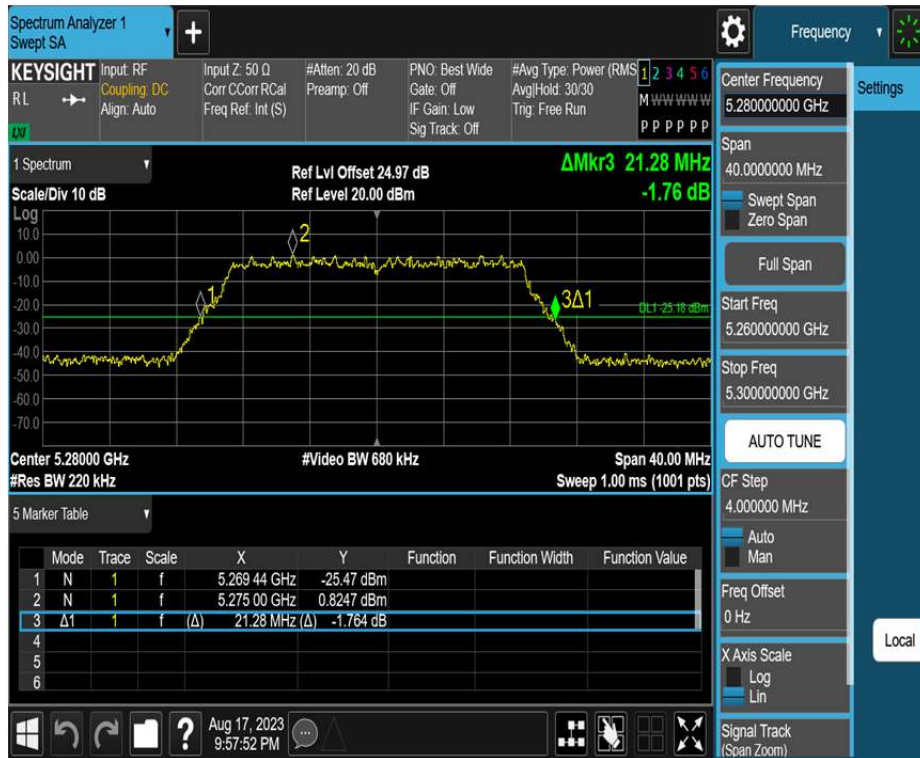 Spectrum Analyzer 1
Swept SA
+
Frequency
KEYSIGHT
RL
LXI
Input: RF
Coupling: DC
Align: Auto
Input Z: 50 Ω
Corr CCorr RCal
Freq Ref: Int (S)
#Atten: 20 dB
Preamp: Off
PNO: Best Wide
Gate: Off
IF Gain: Low
Sig Track: Off
#Avg Type: Power (RMS
Avg|Hold: 30/30
Trig: Free Run
1 2 3 4 5 6
M W W W W W
P P P P P P
1 Spectrum
Scale/Div 10 dB
Ref Lvl Offset 24.97 dB
Ref Level 20.00 dBm
ΔMkr3 21.28 MHz
-1.76 dB
Log
10.0
0.00
-10.0
-20.0
-30.0
-40.0
-50.0
-60.0
-70.0
1
2
3Δ1
DL1 -25.18 dBm
Center 5.28000 GHz
#Res BW 220 kHz
#Video BW 680 kHz
Span 40.00 MHz
Sweep 1.00 ms (1001 pts)
5 Marker Table
Mode Trace Scale X Y Function Function Width Function Value
1 N 1 f 5.269 44 GHz -25.47 dBm
2 N 1 f 5.275 00 GHz 0.8247 dBm
3 Δ1 1 f (Δ) 21.28 MHz (Δ) -1.764 dB
4
5
6
?
Aug 17, 2023
9:57:52 PM
Center Frequency
5.280000000 GHz
Span
40.0000000 MHz
Swept Span
Zero Span
Full Span
Start Freq
5.260000000 GHz
Stop Freq
5.300000000 GHz
AUTO TUNE
CF Step
4.000000 MHz
Auto
Man
Freq Offset
0 Hz
X Axis Scale
Log
Lin
Signal Track
(Span Zoom)
Settings
Local